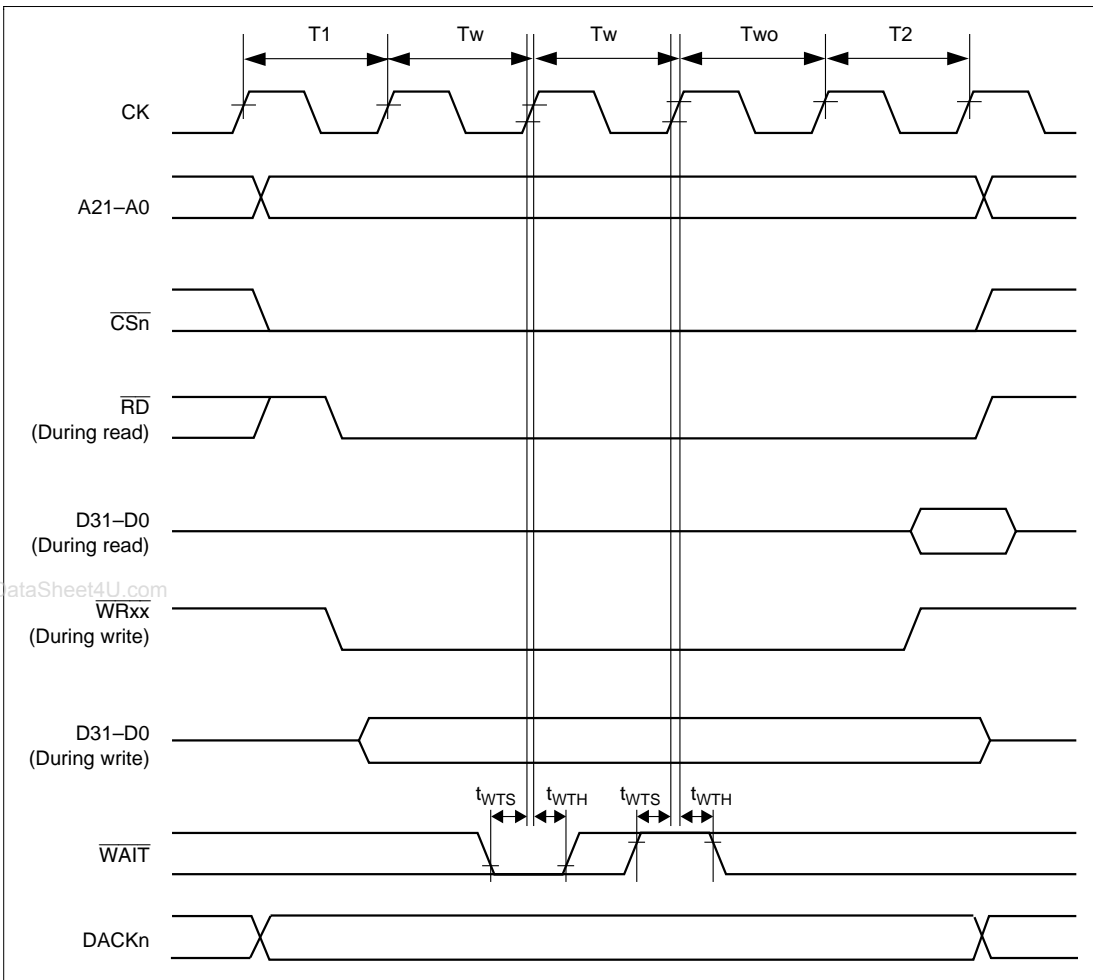 T1 Tw Tw Two T2
CK
A21–A0
CSn
RD
(During read)
D31–D0
(During read)
DataSheet4U.com
WRxx
(During write)
D31–D0
(During write)
tWTS tWTH tWTS tWTH
WAIT
DACKn